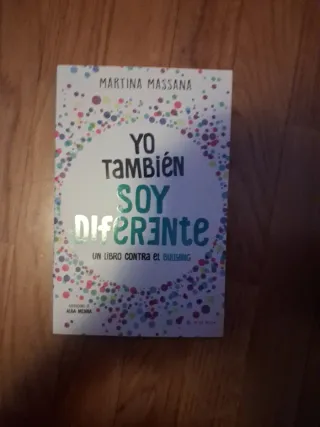 MARTINA MASSANA
YO
TAMBIÉN
SOY
DIFERENTE
UN LIBRO CONTRA EL BULLYING